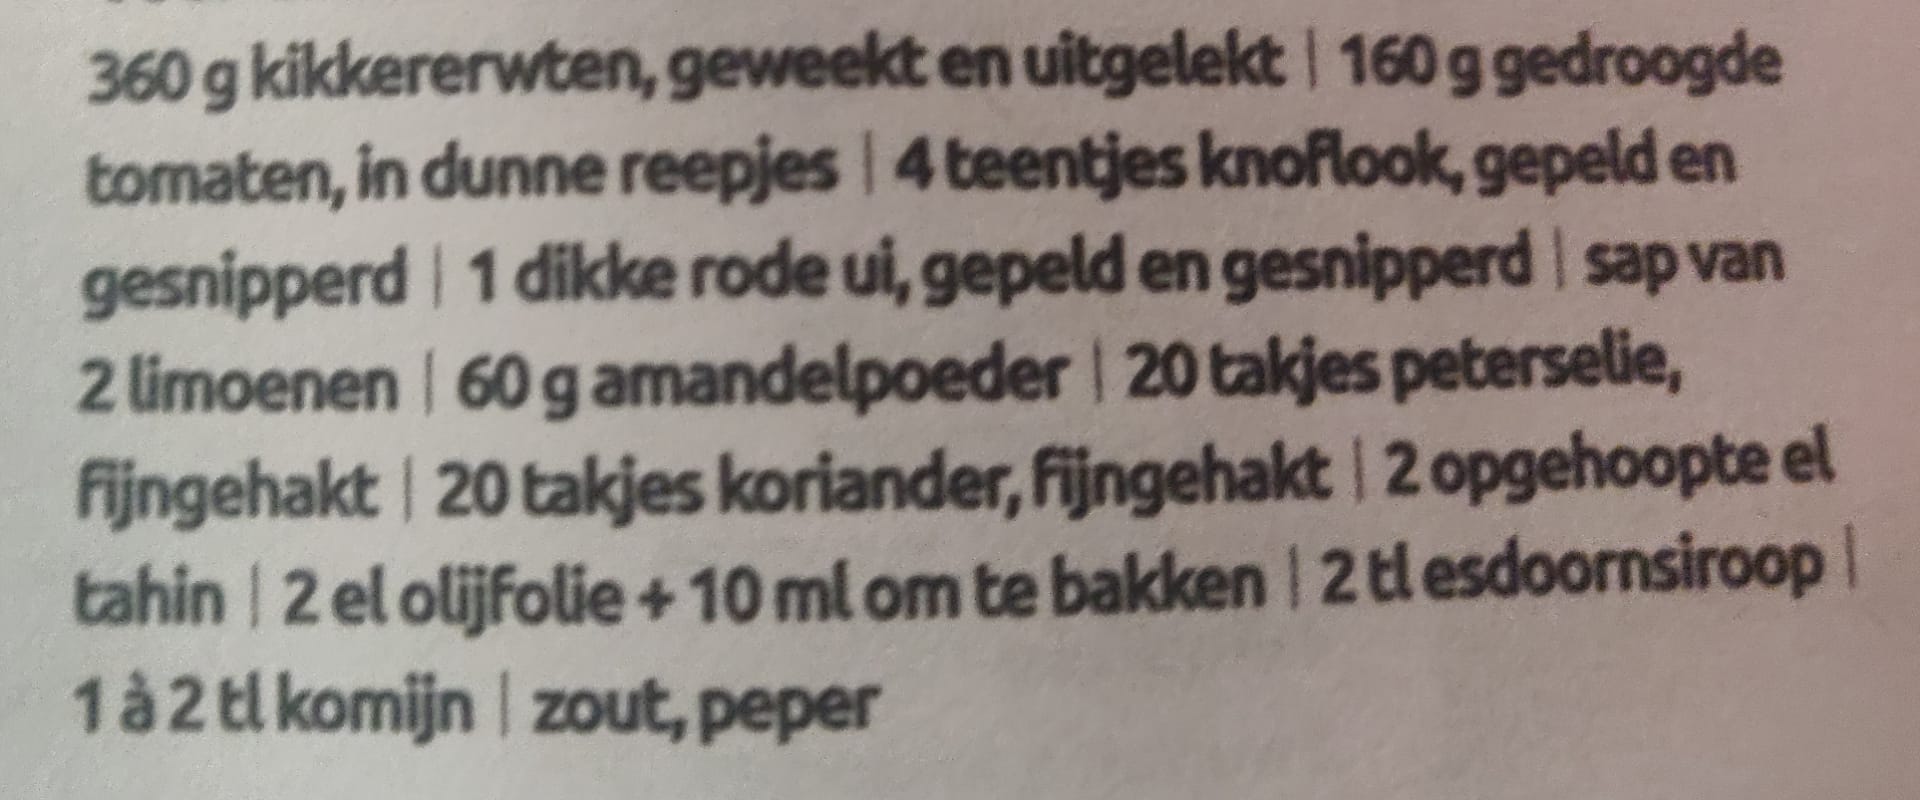 360 g kikkererwten, geweekt en uitgelekt | 160 g gedroogde
tomaten, in dunne reepjes | 4 teentjes knoflook, gepeld en
gesnipperd | 1 dikke rode ui, gepeld en gesnipperd | sap van
2 limoenen | 60 g amandelpoeder | 20 takjes peterselie,
fijngehakt | 20 takjes koriander, fijngehakt | 2 opgehoopte el
tahin | 2 el olijfolie + 10 ml om te bakken | 2 tl esdoornsiroop |
1 à 2 tl komijn | zout, peper